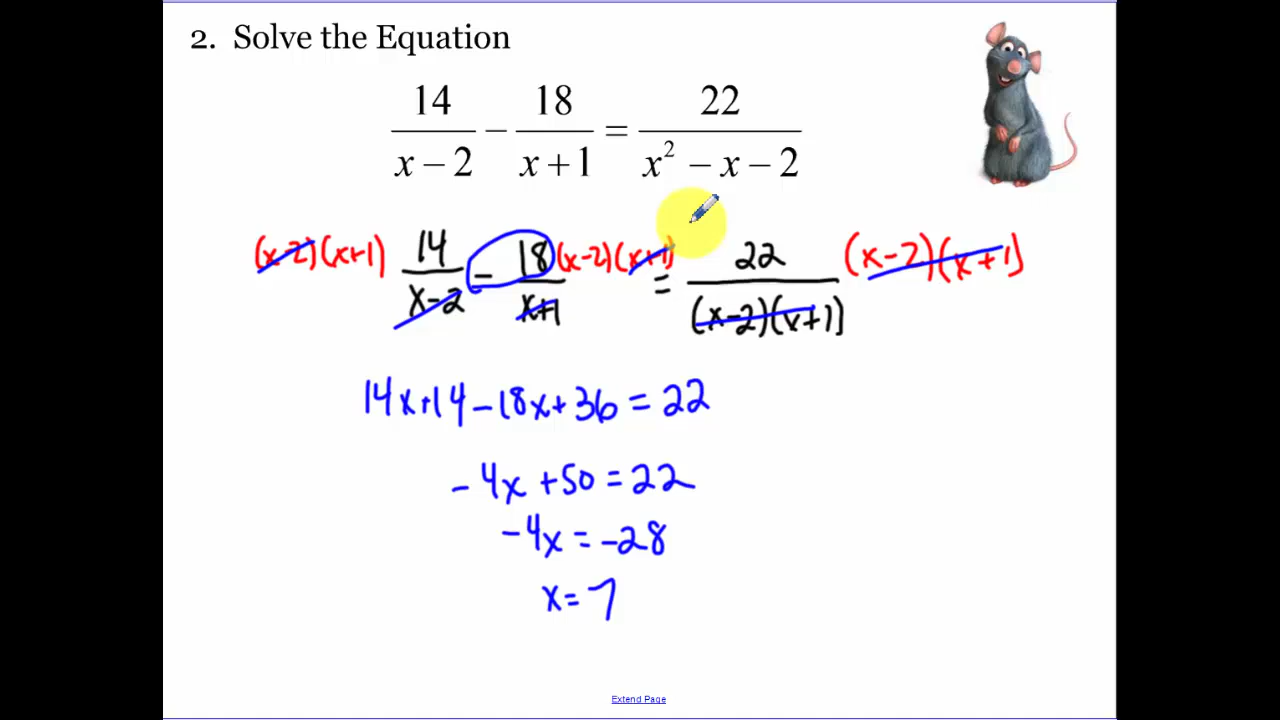 2. Solve the Equation
14/(x − 2) − 18/(x + 1) = 22/(x² − x − 2)
(x-2)(x+1) 14/(x-2) - 18/(x+1) (x-2)(x+1) = 22/((x-2)(x+1)) (x-2)(x+1)
14x+14-18x+36=22
-4x+50=22
-4x=-28
x=7
Extend Page